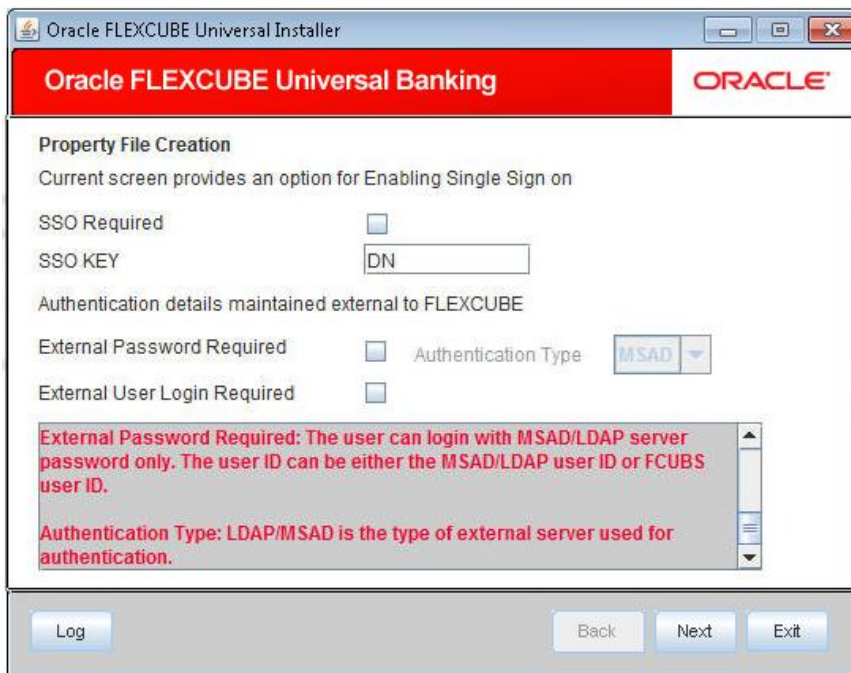 Oracle FLEXCUBE Universal Installer
Oracle FLEXCUBE Universal Banking
ORACLE®
Property File Creation
Current screen provides an option for Enabling Single Sign on
SSO Required
SSO KEY DN
Authentication details maintained external to FLEXCUBE
External Password Required Authentication Type MSAD
External User Login Required
External Password Required: The user can login with MSAD/LDAP server
password only. The user ID can be either the MSAD/LDAP user ID or FCUBS
user ID.
Authentication Type: LDAP/MSAD is the type of external server used for
authentication.
Log Back Next Exit